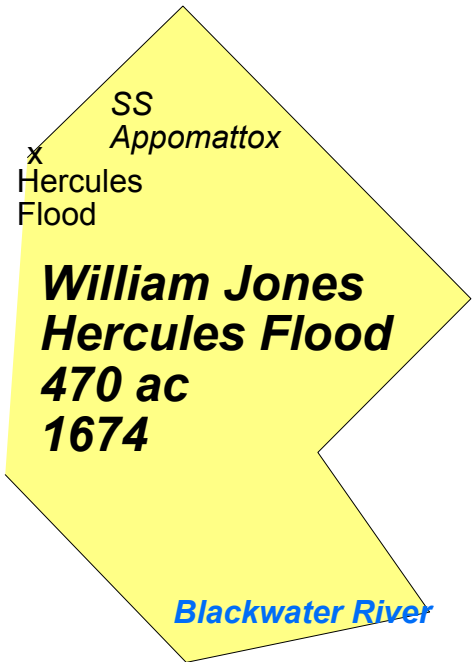 SS
Appomattox
x
Hercules
Flood
William Jones
Hercules Flood
470 ac
1674
Blackwater River